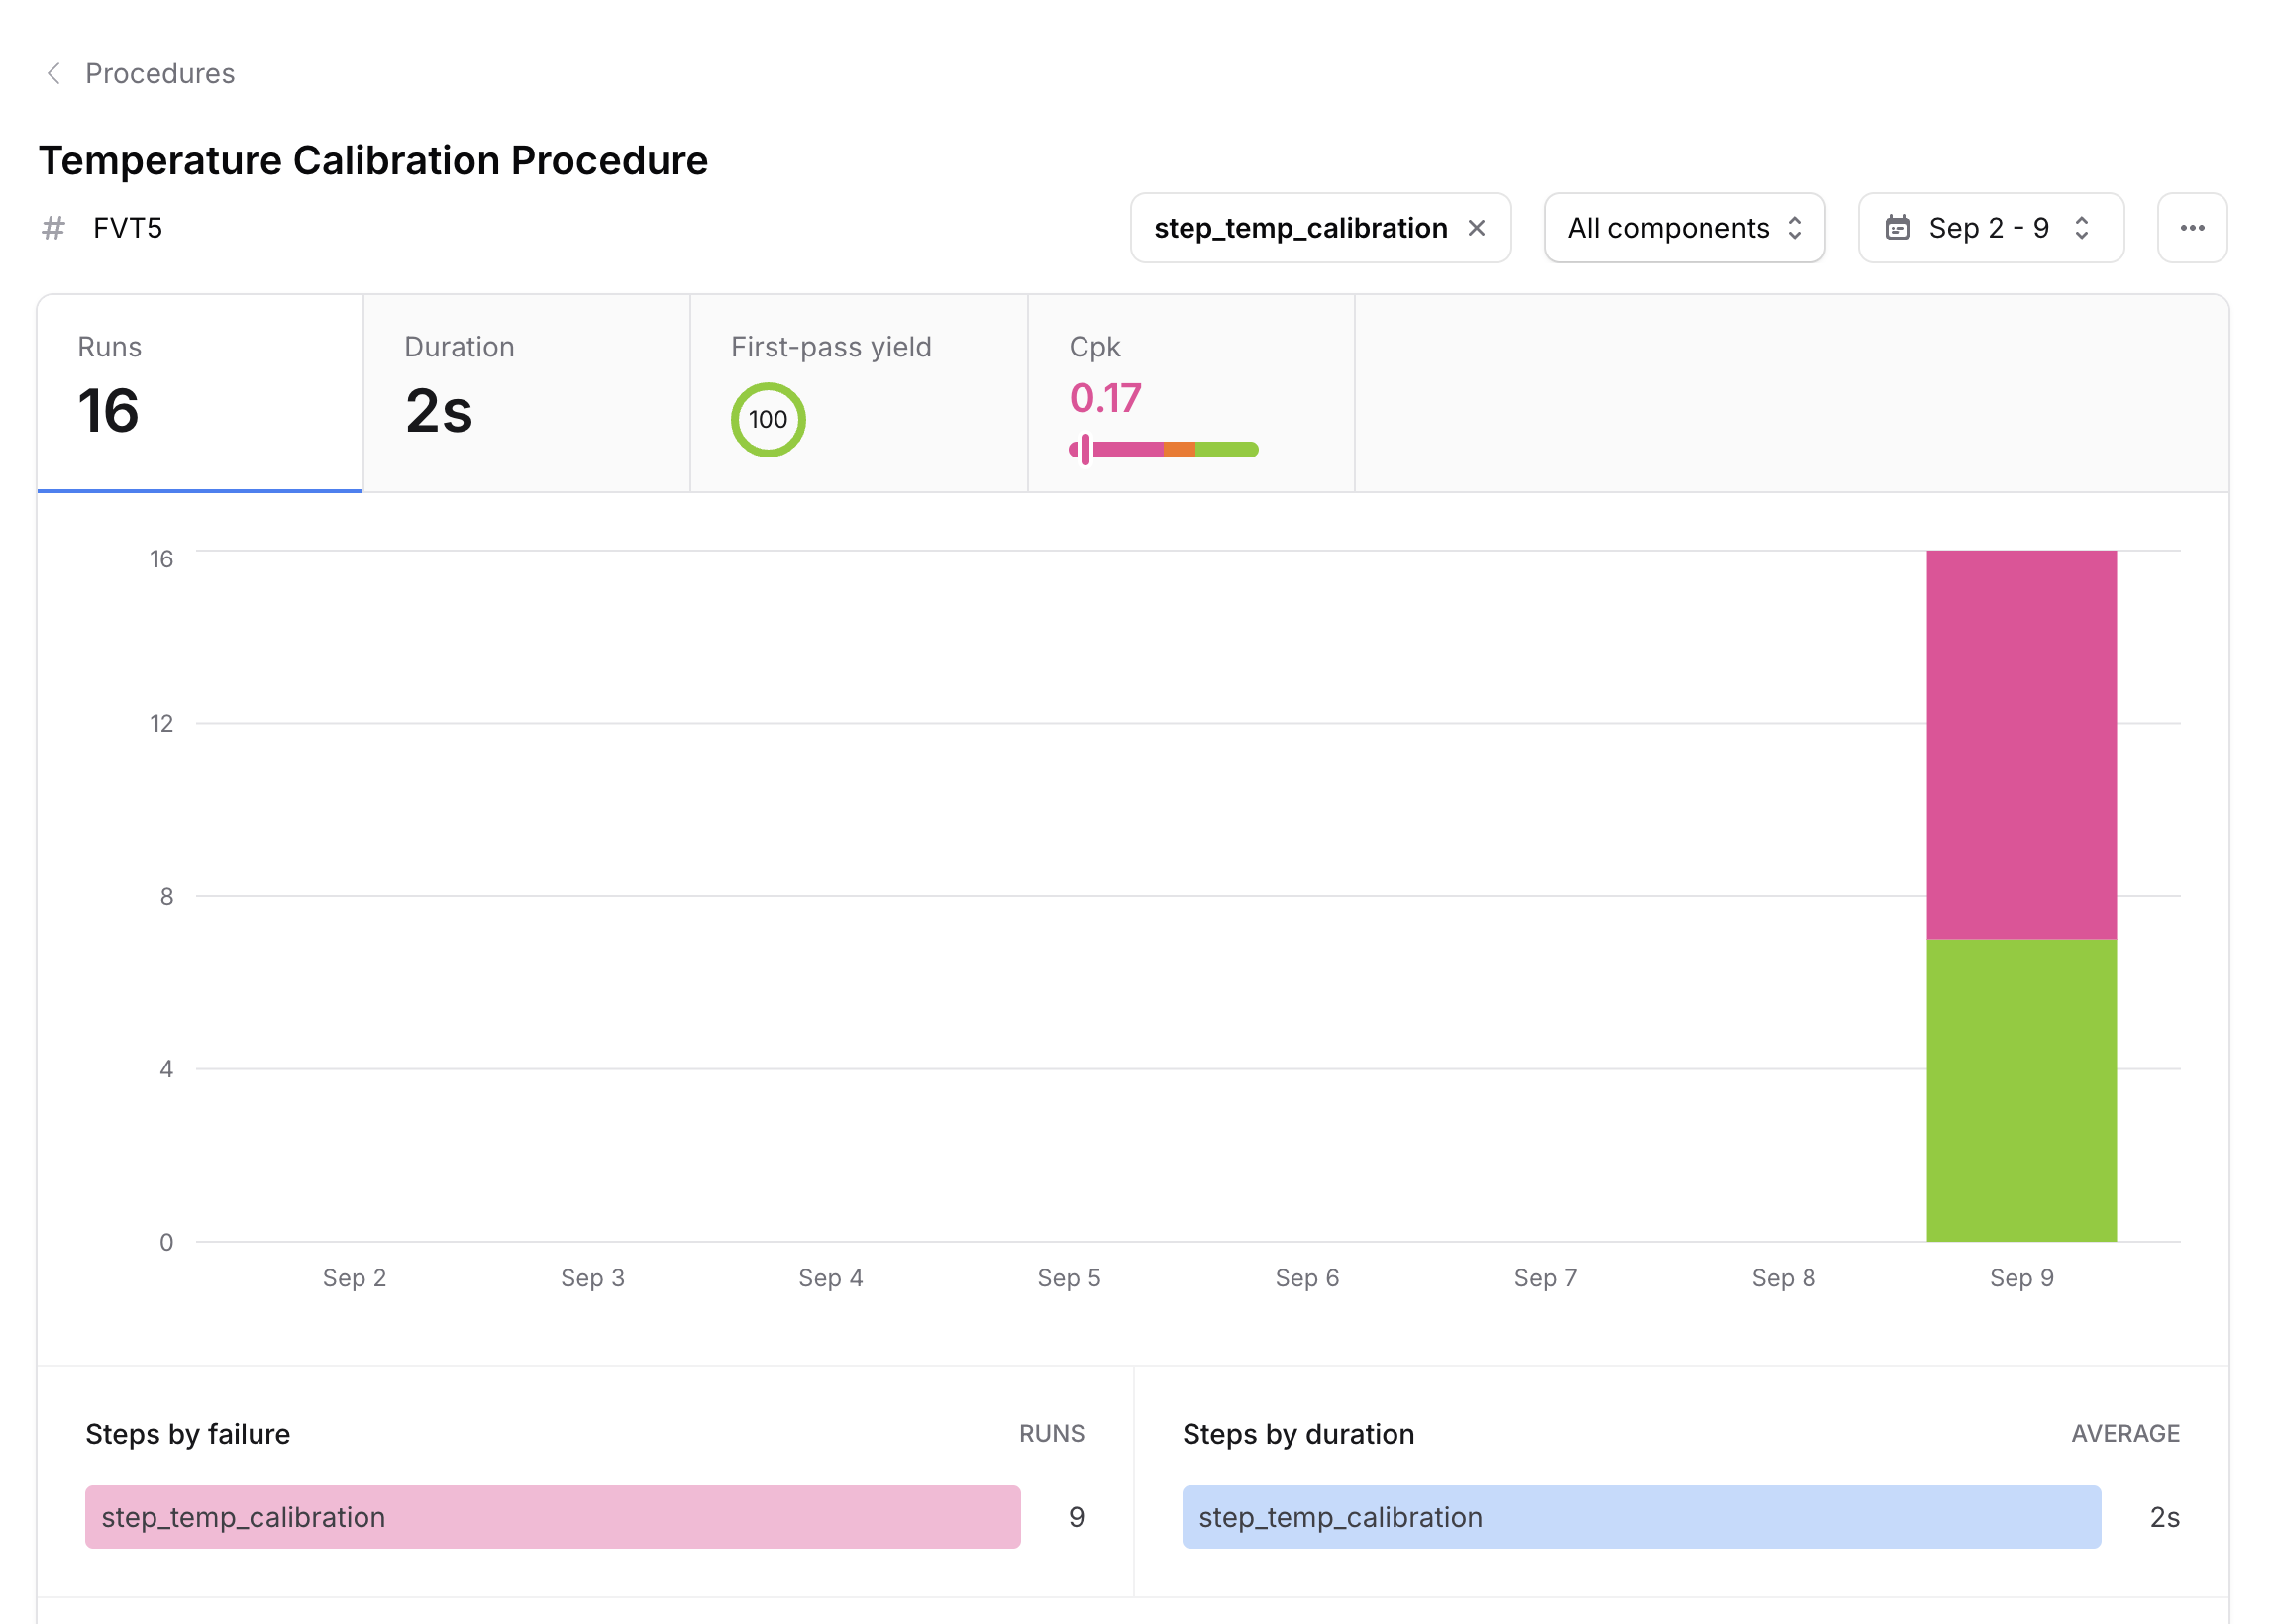 Procedures
Temperature Calibration Procedure
# FVT5
step_temp_calibration
All components
Sep 2 - 9
Runs
16
Duration
2s
First-pass yield
100
Cpk
0.17
16
12
8
4
0
Sep 2
Sep 3
Sep 4
Sep 5
Sep 6
Sep 7
Sep 8
Sep 9
Steps by failure
RUNS
step_temp_calibration
9
Steps by duration
AVERAGE
step_temp_calibration
2s